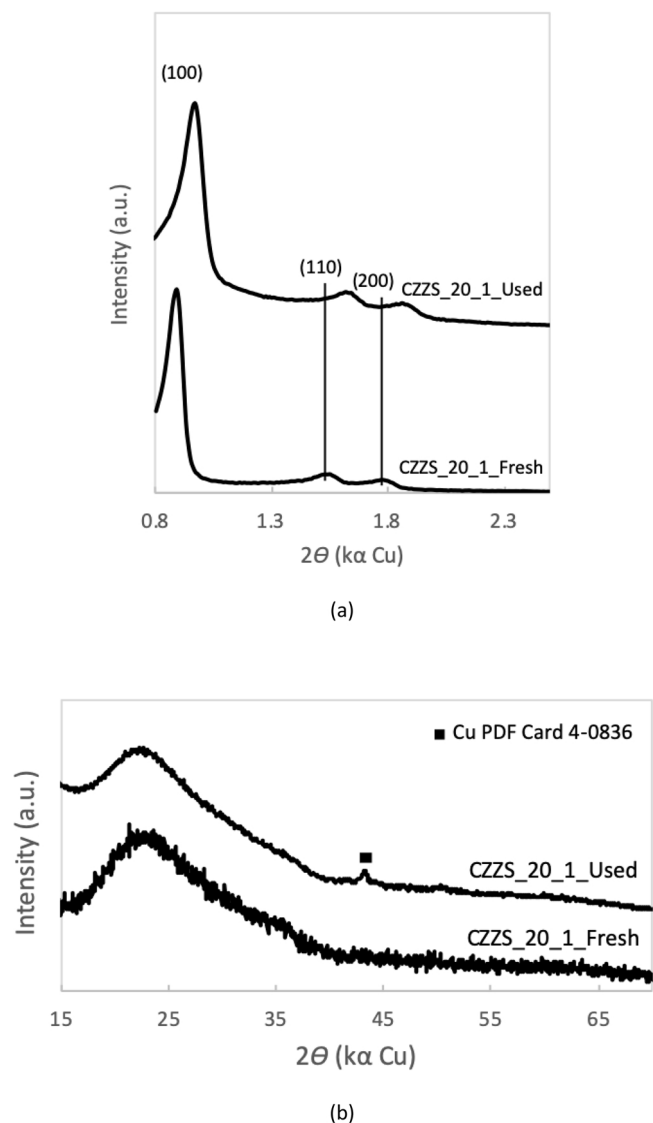 (100)
Intensity (a.u.)
(110)
(200)
CZZS_20_1_Used
CZZS_20_1_Fresh
0.8 1.3 1.8 2.3
2Θ (kα Cu)
(a)
■ Cu PDF Card 4-0836
Intensity (a.u.)
CZZS_20_1_Used
CZZS_20_1_Fresh
15 25 35 45 55 65
2Θ (kα Cu)
(b)